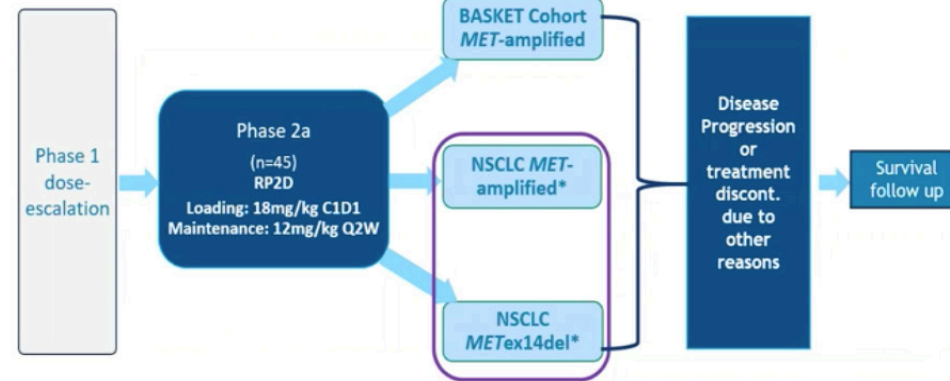 Phase 1
dose-
escalation
Phase 2a
(n=45)
RP2D
Loading: 18mg/kg C1D1
Maintenance: 12mg/kg Q2W
BASKET Cohort
MET-amplified
NSCLC MET-
amplified*
NSCLC
METex14del*
Disease
Progression
or
treatment
discont.
due to
other
reasons
Survival
follow up